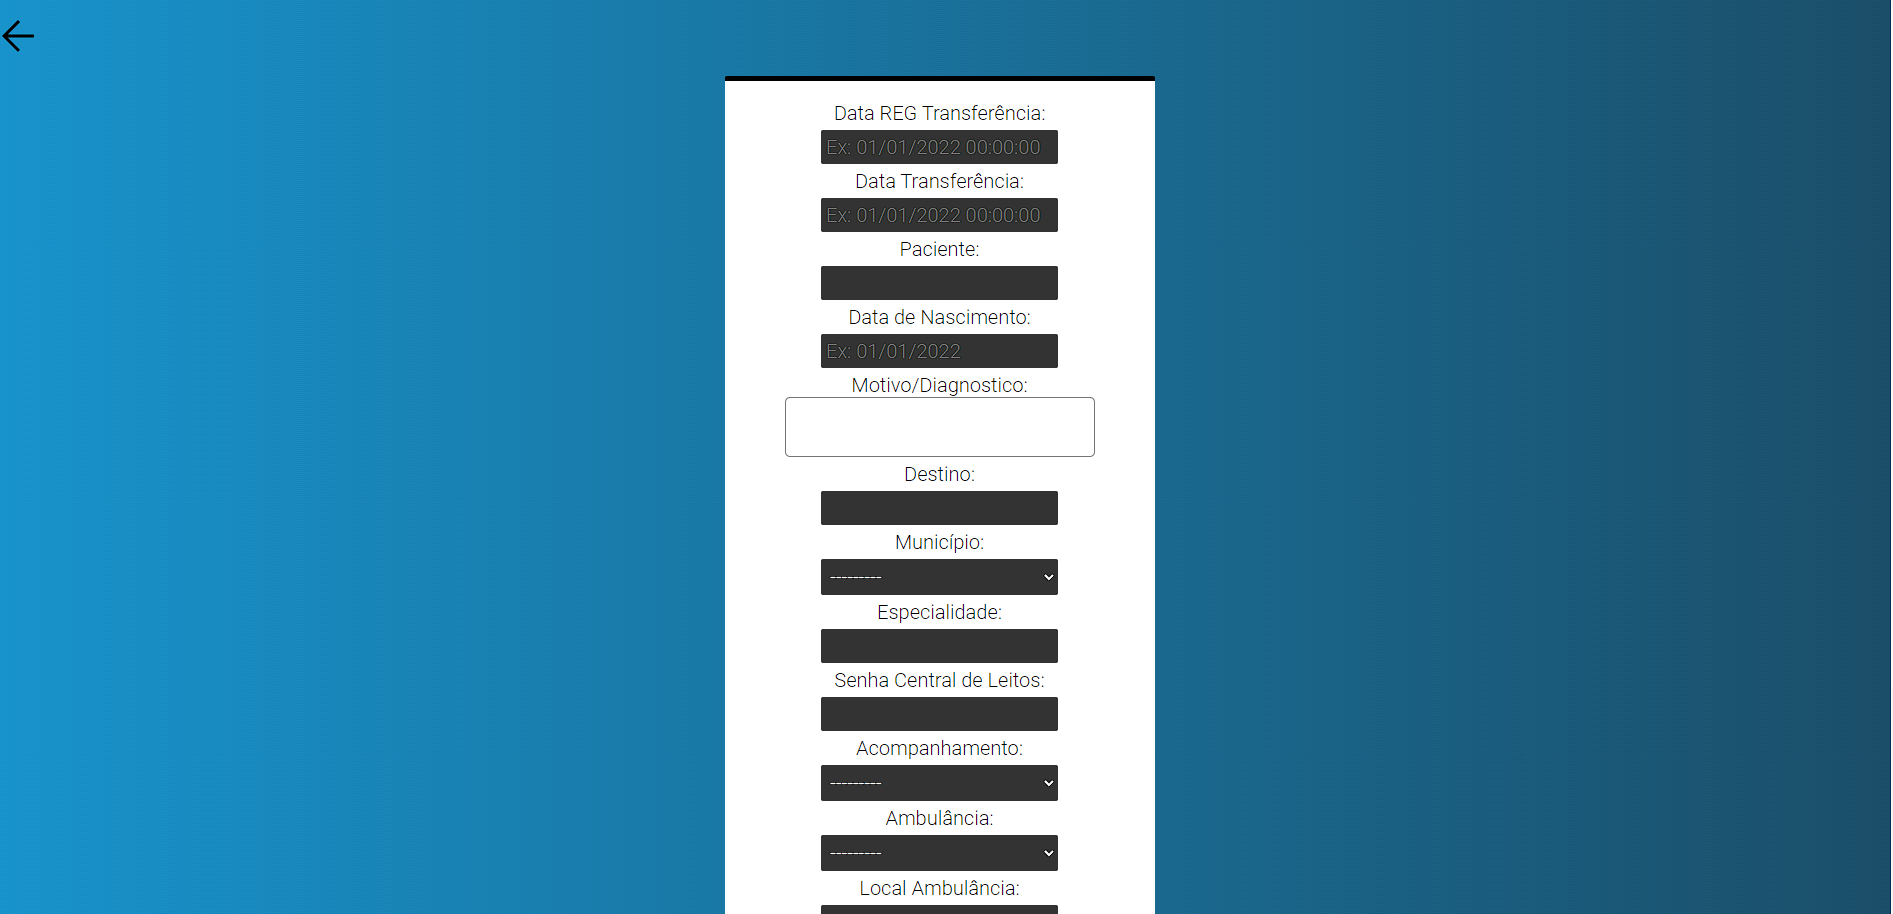 Data REG Transferência:
Ex: 01/01/2022 00:00:00
Data Transferência:
Ex: 01/01/2022 00:00:00
Paciente:
Data de Nascimento:
Ex: 01/01/2022
Motivo/Diagnostico:
Destino:
Município:
---------
Especialidade:
Senha Central de Leitos:
Acompanhamento:
---------
Ambulância:
---------
Local Ambulância: